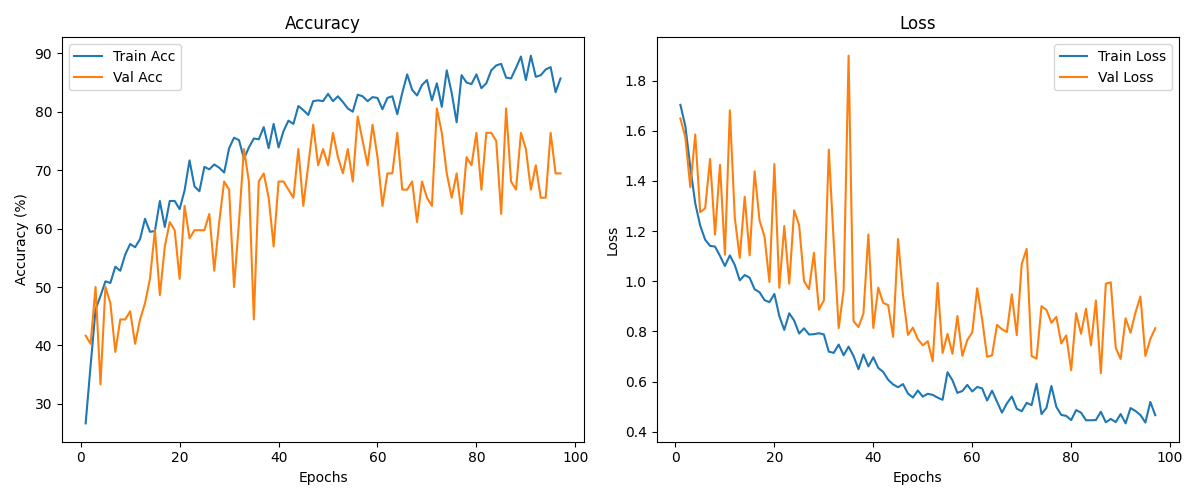 Accuracy
Train Acc
Val Acc
Accuracy (%)
90
80
70
60
50
40
30
0 20 40 60 80 100
Epochs
Loss
Train Loss
Val Loss
Loss
1.8
1.6
1.4
1.2
1.0
0.8
0.6
0.4
0 20 40 60 80 100
Epochs